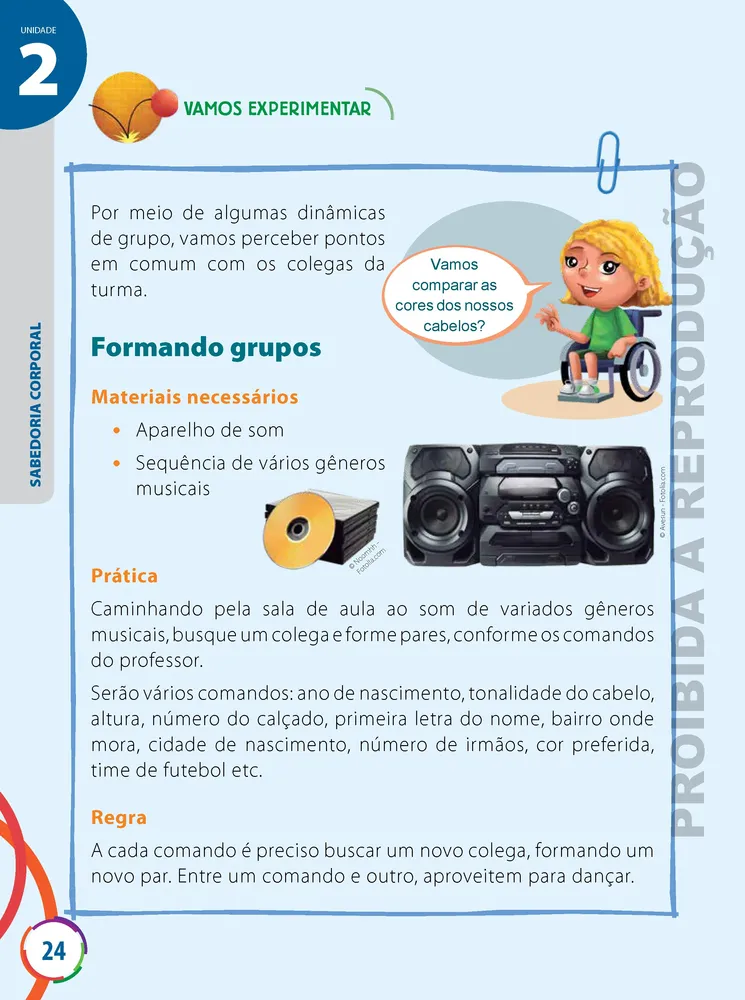 UNIDADE
2
VAMOS EXPERIMENTAR
Por meio de algumas dinâmicas
de grupo, vamos perceber pontos
em comum com os colegas da
turma.
Vamos
comparar as
cores dos nossos
cabelos?
Formando grupos
Materiais necessários
• Aparelho de som
• Sequência de vários gêneros
musicais
© Noomhh -
Fotolia.com
© Averun - Fotolia.com
Prática
Caminhando pela sala de aula ao som de variados gêneros
musicais, busque um colega e forme pares, conforme os comandos
do professor.
Serão vários comandos: ano de nascimento, tonalidade do cabelo,
altura, número do calçado, primeira letra do nome, bairro onde
mora, cidade de nascimento, número de irmãos, cor preferida,
time de futebol etc.
Regra
A cada comando é preciso buscar um novo colega, formando um
novo par. Entre um comando e outro, aproveitem para dançar.
SABEDORIA CORPORAL
PROIBIDA A REPRODUÇÃO
24